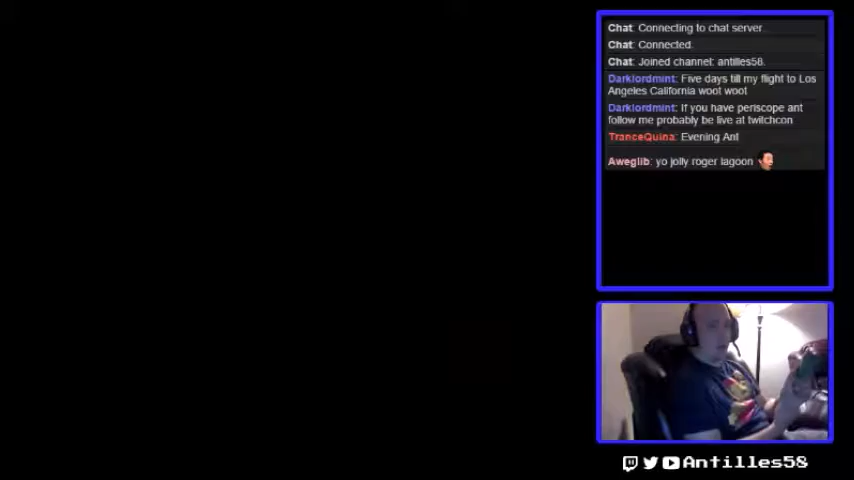 Chat: Connecting to chat server.
Chat: Connected.
Chat: Joined channel: antilles58.
Darklordmint: Five days till my flight to Los
Angeles California woot woot
Darklordmint: If you have periscope ant
follow me probably be live at twitchcon
TranceQuina: Evening Ant
Aweglib: yo jolly roger lagoon
Antilles58